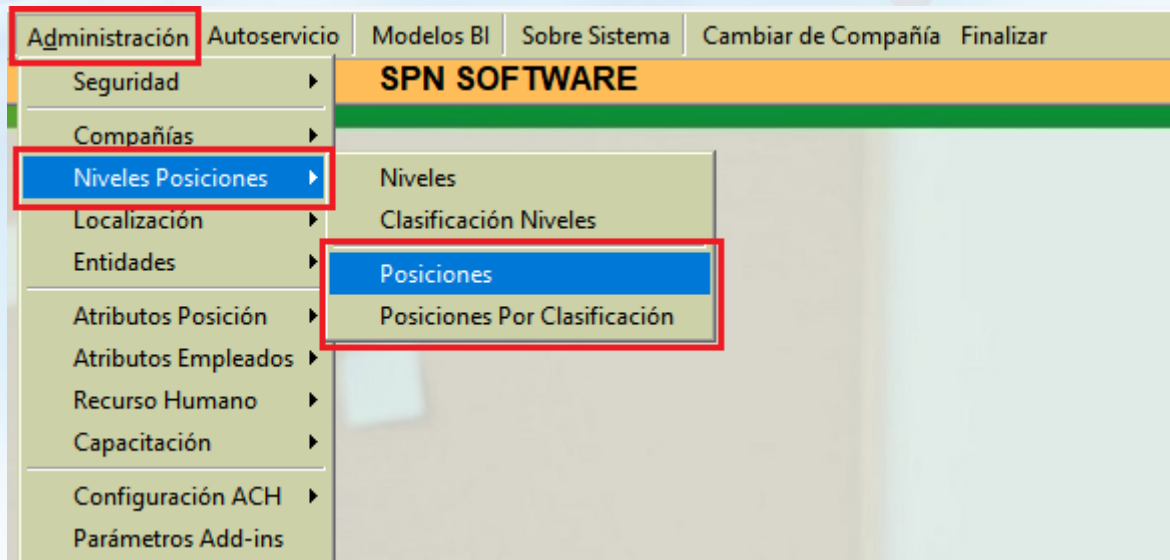 Administración Autoservicio Modelos BI Sobre Sistema Cambiar de Compañía Finalizar
SPN SOFTWARE
Seguridad
Compañías
Niveles Posiciones
Localización
Entidades
Atributos Posición
Atributos Empleados
Recurso Humano
Capacitación
Configuración ACH
Parámetros Add-ins
Niveles
Clasificación Niveles
Posiciones
Posiciones Por Clasificación